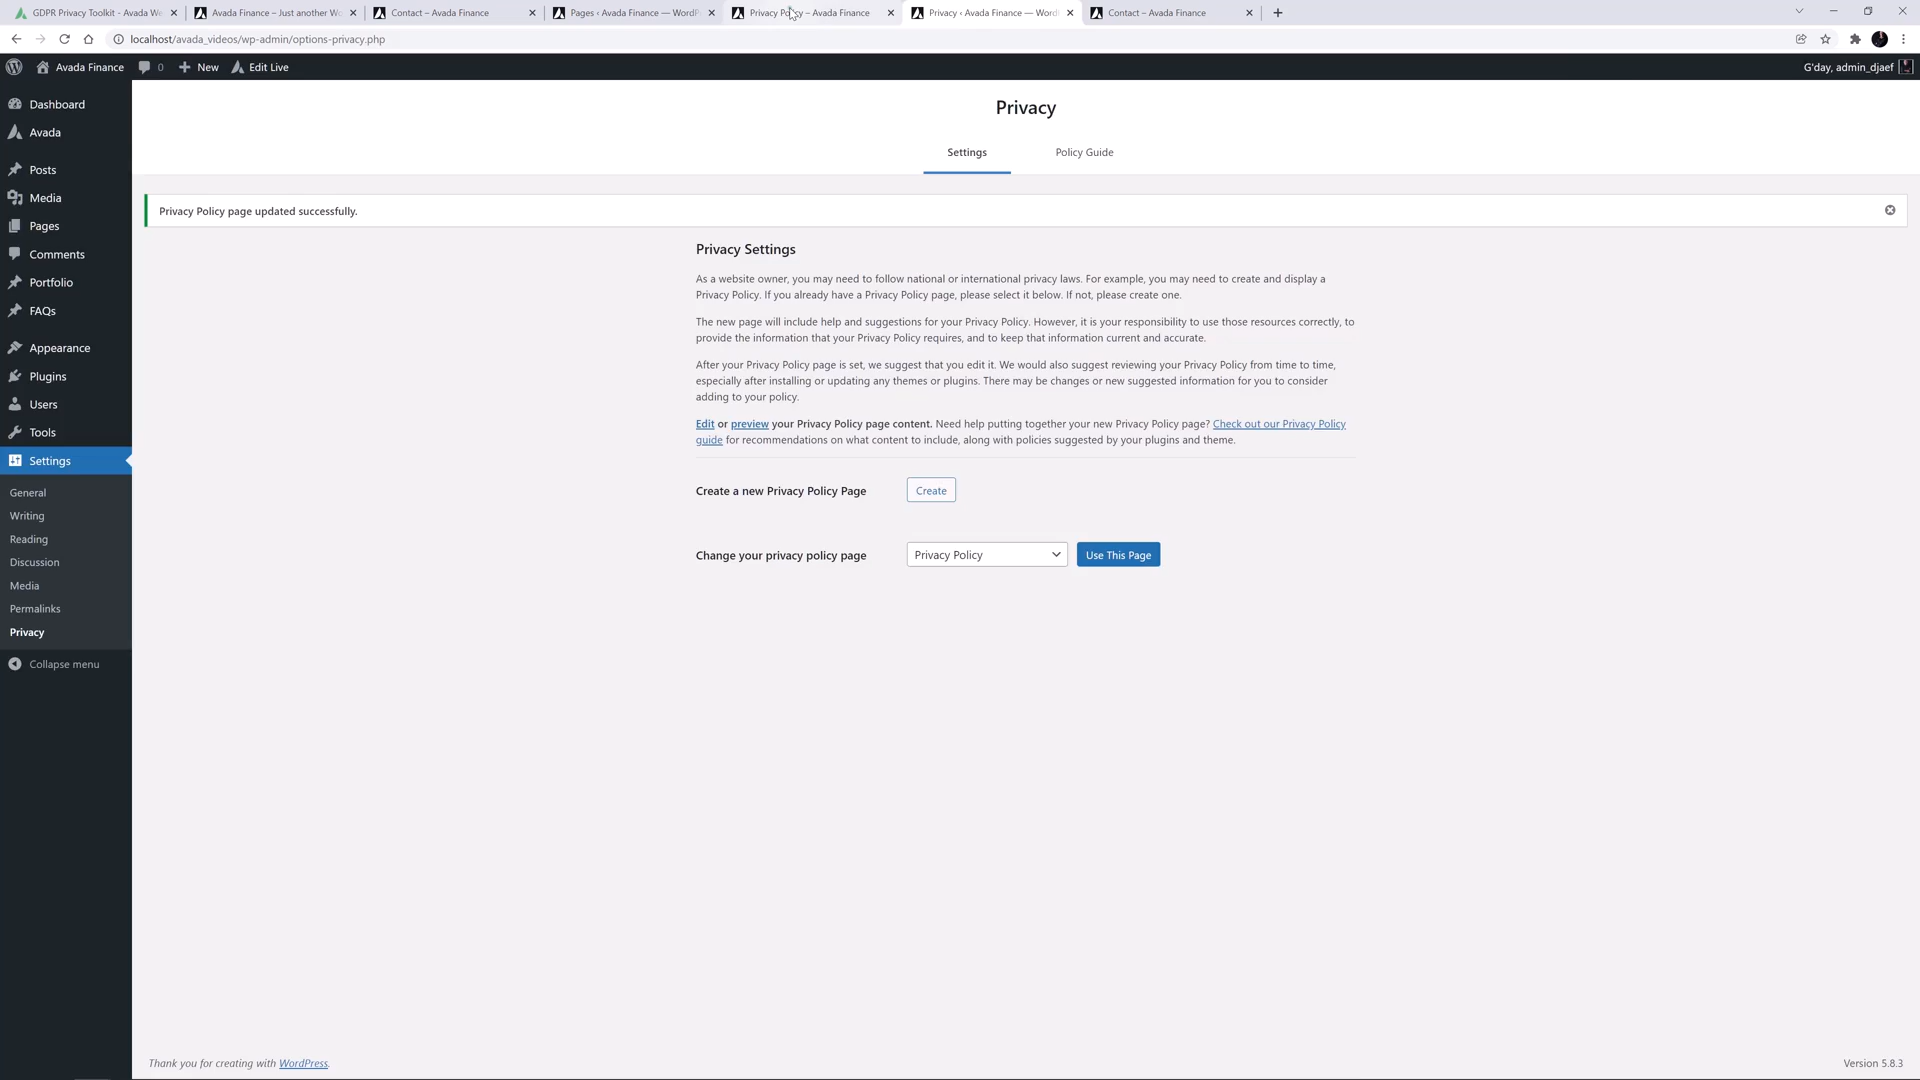 GDPR Privacy Toolkit - Avada We
Avada Finance – Just another Wo
Contact – Avada Finance
Pages ‹ Avada Finance — WordP
Privacy Policy – Avada Finance
Privacy ‹ Avada Finance — Word
Contact – Avada Finance
localhost/avada_videos/wp-admin/options-privacy.php
Avada Finance
0
New
Edit Live
G'day, admin_djaef
Dashboard
Avada
Posts
Media
Pages
Comments
Portfolio
FAQs
Appearance
Plugins
Users
Tools
Settings
General
Writing
Reading
Discussion
Media
Permalinks
Privacy
Collapse menu
Privacy
Settings
Policy Guide
Privacy Policy page updated successfully.
Privacy Settings
As a website owner, you may need to follow national or international privacy laws. For example, you may need to create and display a
Privacy Policy. If you already have a Privacy Policy page, please select it below. If not, please create one.
The new page will include help and suggestions for your Privacy Policy. However, it is your responsibility to use those resources correctly, to
provide the information that your Privacy Policy requires, and to keep that information current and accurate.
After your Privacy Policy page is set, we suggest that you edit it. We would also suggest reviewing your Privacy Policy from time to time,
especially after installing or updating any themes or plugins. There may be changes or new suggested information for you to consider
adding to your policy.
Edit or preview your Privacy Policy page content. Need help putting together your new Privacy Policy page? Check out our Privacy Policy
guide for recommendations on what content to include, along with policies suggested by your plugins and theme.
Create a new Privacy Policy Page
Create
Change your privacy policy page
Privacy Policy
Use This Page
Thank you for creating with WordPress.
Version 5.8.3